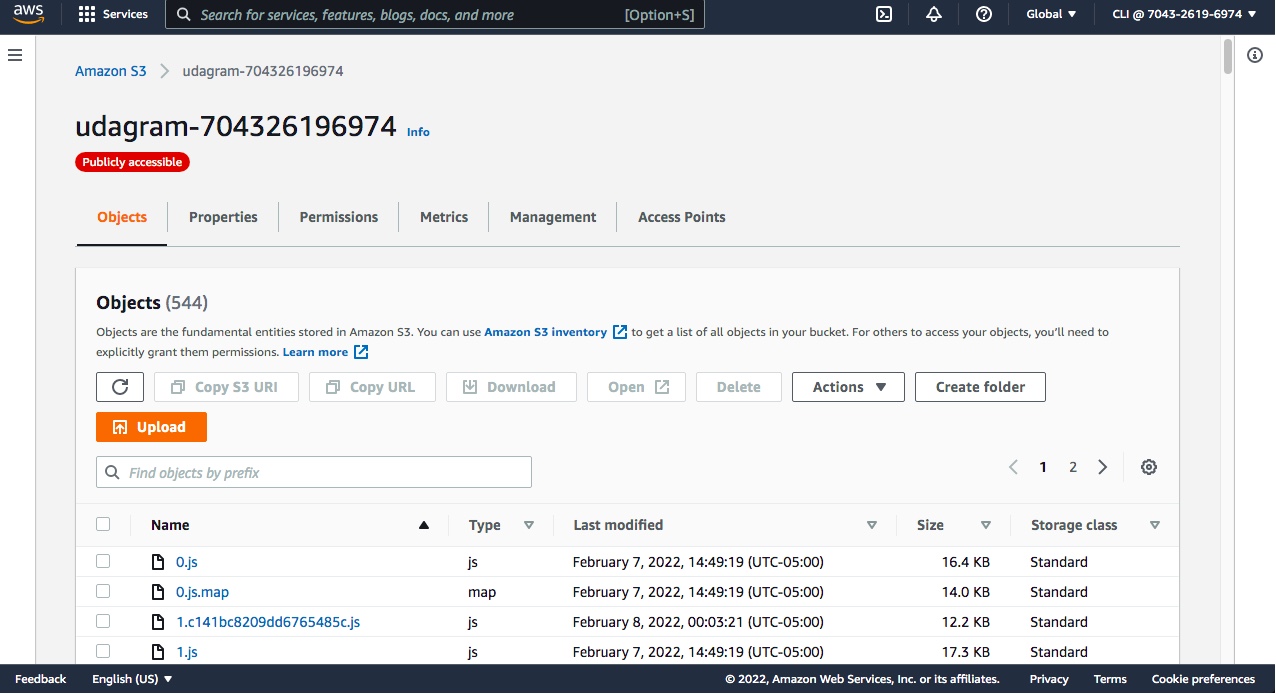 aws Services Search for services, features, blogs, docs, and more [Option+S] Global CLI @ 7043-2619-6974
Amazon S3 udagram-704326196974
udagram-704326196974 Info
Publicly accessible
Objects Properties Permissions Metrics Management Access Points
Objects (544)
Objects are the fundamental entities stored in Amazon S3. You can use Amazon S3 inventory to get a list of all objects in your bucket. For others to access your objects, you'll need to
explicitly grant them permissions. Learn more
Copy S3 URI Copy URL Download Open Delete Actions Create folder
Upload
Find objects by prefix 1 2
Name Type Last modified Size Storage class
0.js js February 7, 2022, 14:49:19 (UTC-05:00) 16.4 KB Standard
0.js.map map February 7, 2022, 14:49:19 (UTC-05:00) 14.0 KB Standard
1.c141bc8209dd6765485c.js js February 8, 2022, 00:03:21 (UTC-05:00) 12.2 KB Standard
1.js js February 7, 2022, 14:49:19 (UTC-05:00) 17.3 KB Standard
Feedback English (US) © 2022, Amazon Web Services, Inc. or its affiliates. Privacy Terms Cookie preferences